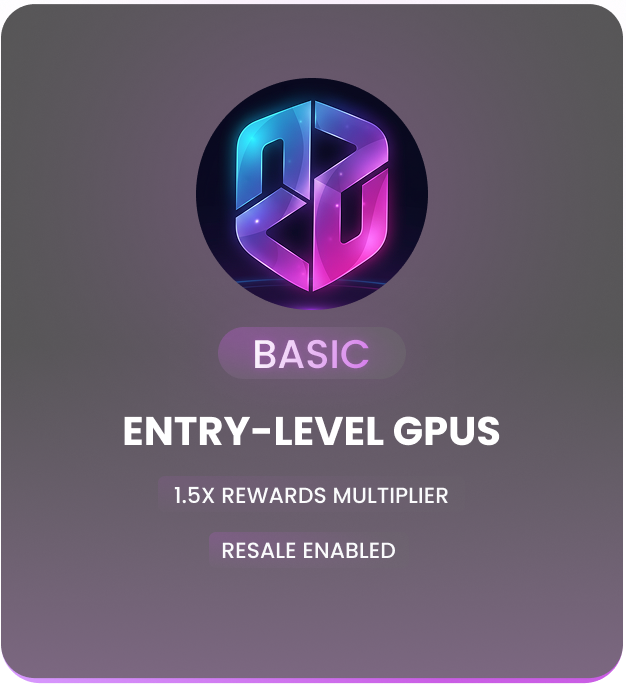 BASIC
ENTRY-LEVEL GPUS
1.5X REWARDS MULTIPLIER
RESALE ENABLED